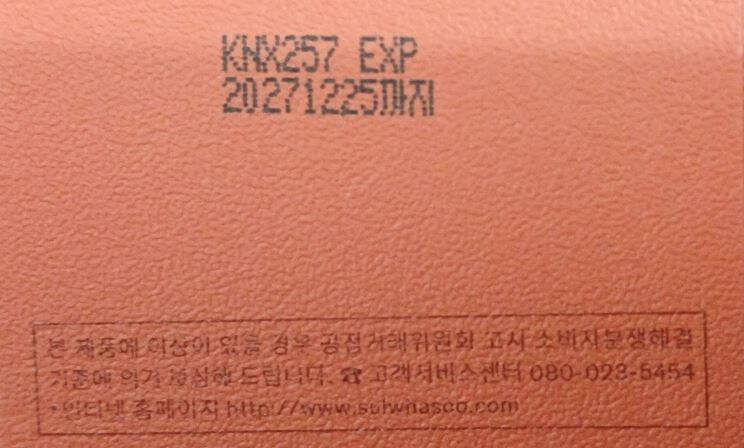 KNX257 EXP
20271225까지
본 제품에 이상이 있을 경우 공정거래위원회 고시 소비자분쟁해결
기준에 의거 보상해 드립니다. ☎ 고객서비스센터 080-023-5454
• 인터넷 홈페이지 http://www.sulwhasoo.com